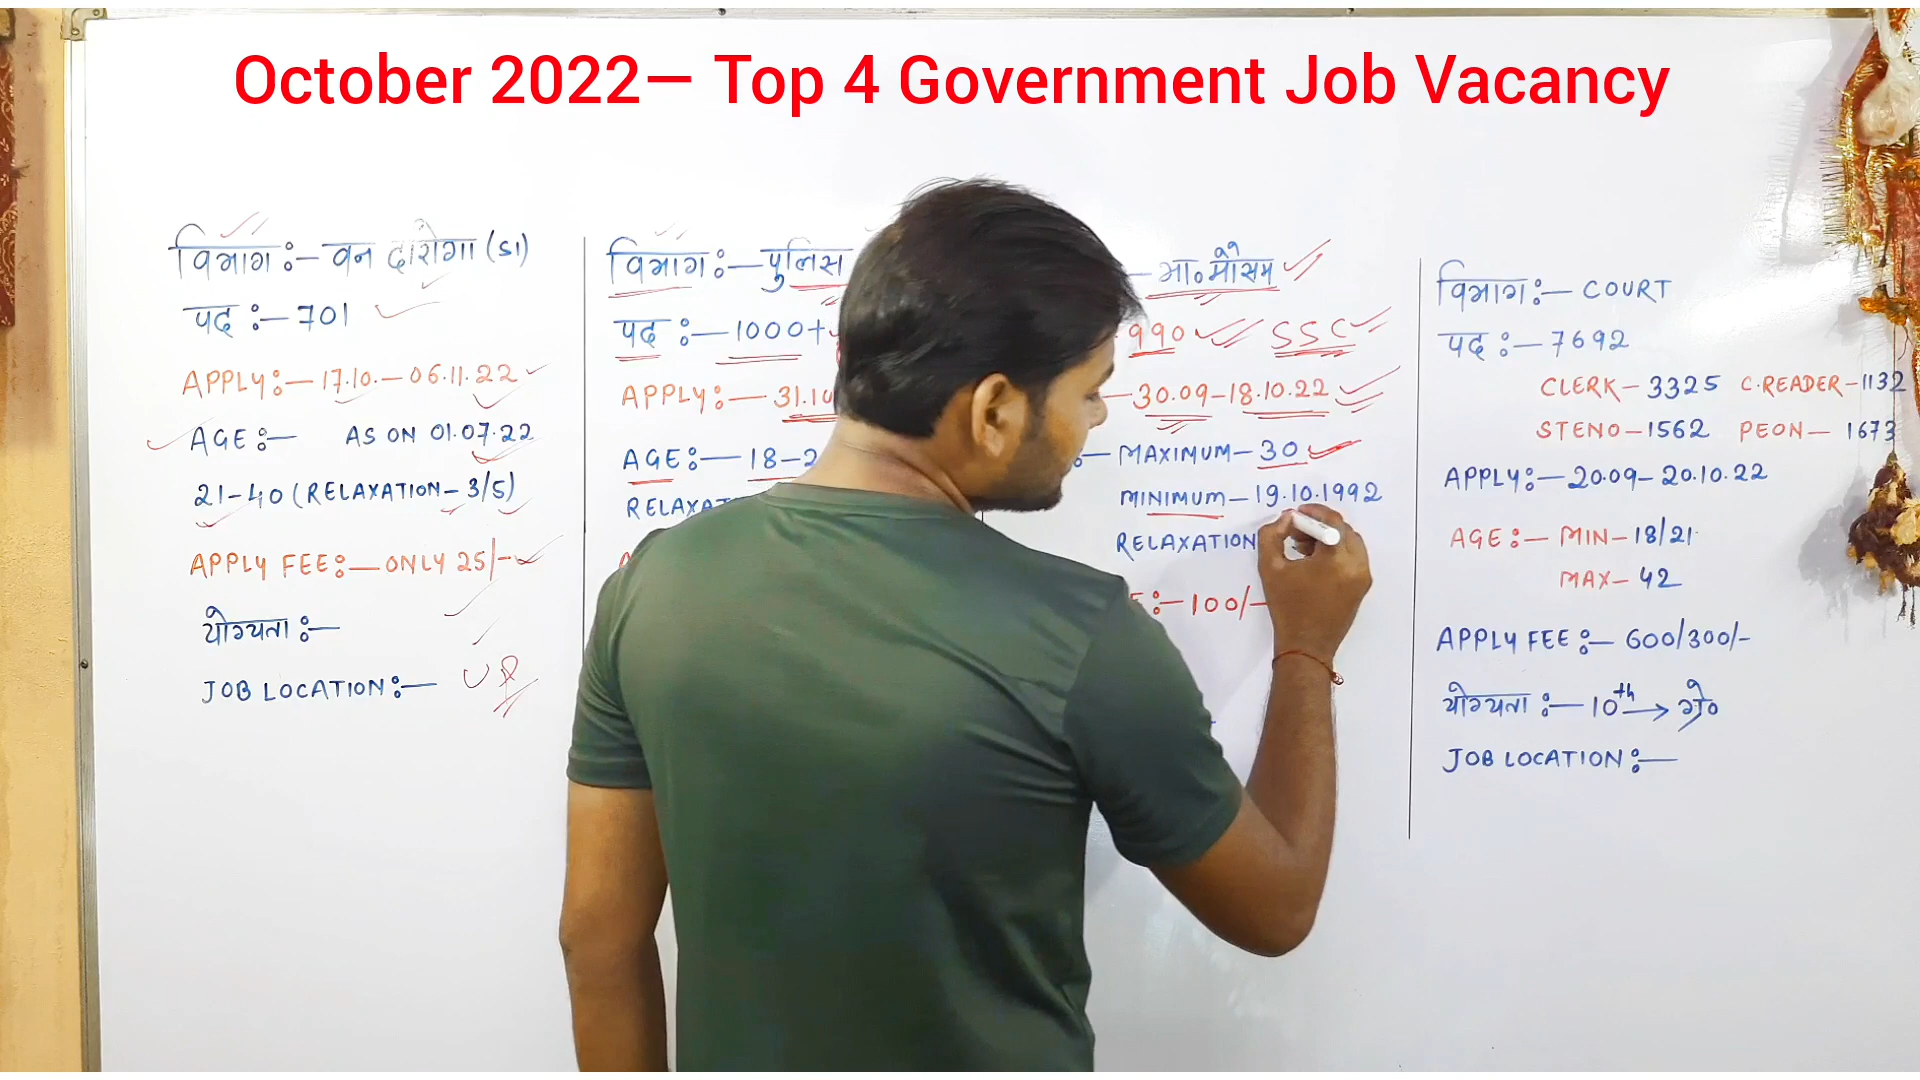 October 2022— Top 4 Government Job Vacancy
विभाग:— वन दारोगा (SI)
पद :— 701
APPLY:— 17.10.— 06.11.22
AGE:— AS ON 01.07.22
21-40 (RELAXATION- 3/5)
APPLY FEE:— ONLY 25/-
योग्यता :—
JOB LOCATION:— UP
विभाग:— पुलिस
पद :— 1000+
APPLY:— 31.10
AGE:— 18-2
— भा॰ मौसम
990 SSC
— 30.09-18.10.22
:— MAXIMUM- 30
MINIMUM- 19.10.1992
RELAXATION
:— 100/-
विभाग:— COURT
पद :— 7692
CLERK- 3325 C.READER-1132
STENO-1562 PEON- 1673
APPLY:— 20.09- 20.10.22
AGE:— MIN- 18/21
MAX- 42
APPLY FEE:— 600/300/-
योग्यता :— 10th → ग्रे॰
JOB LOCATION:—